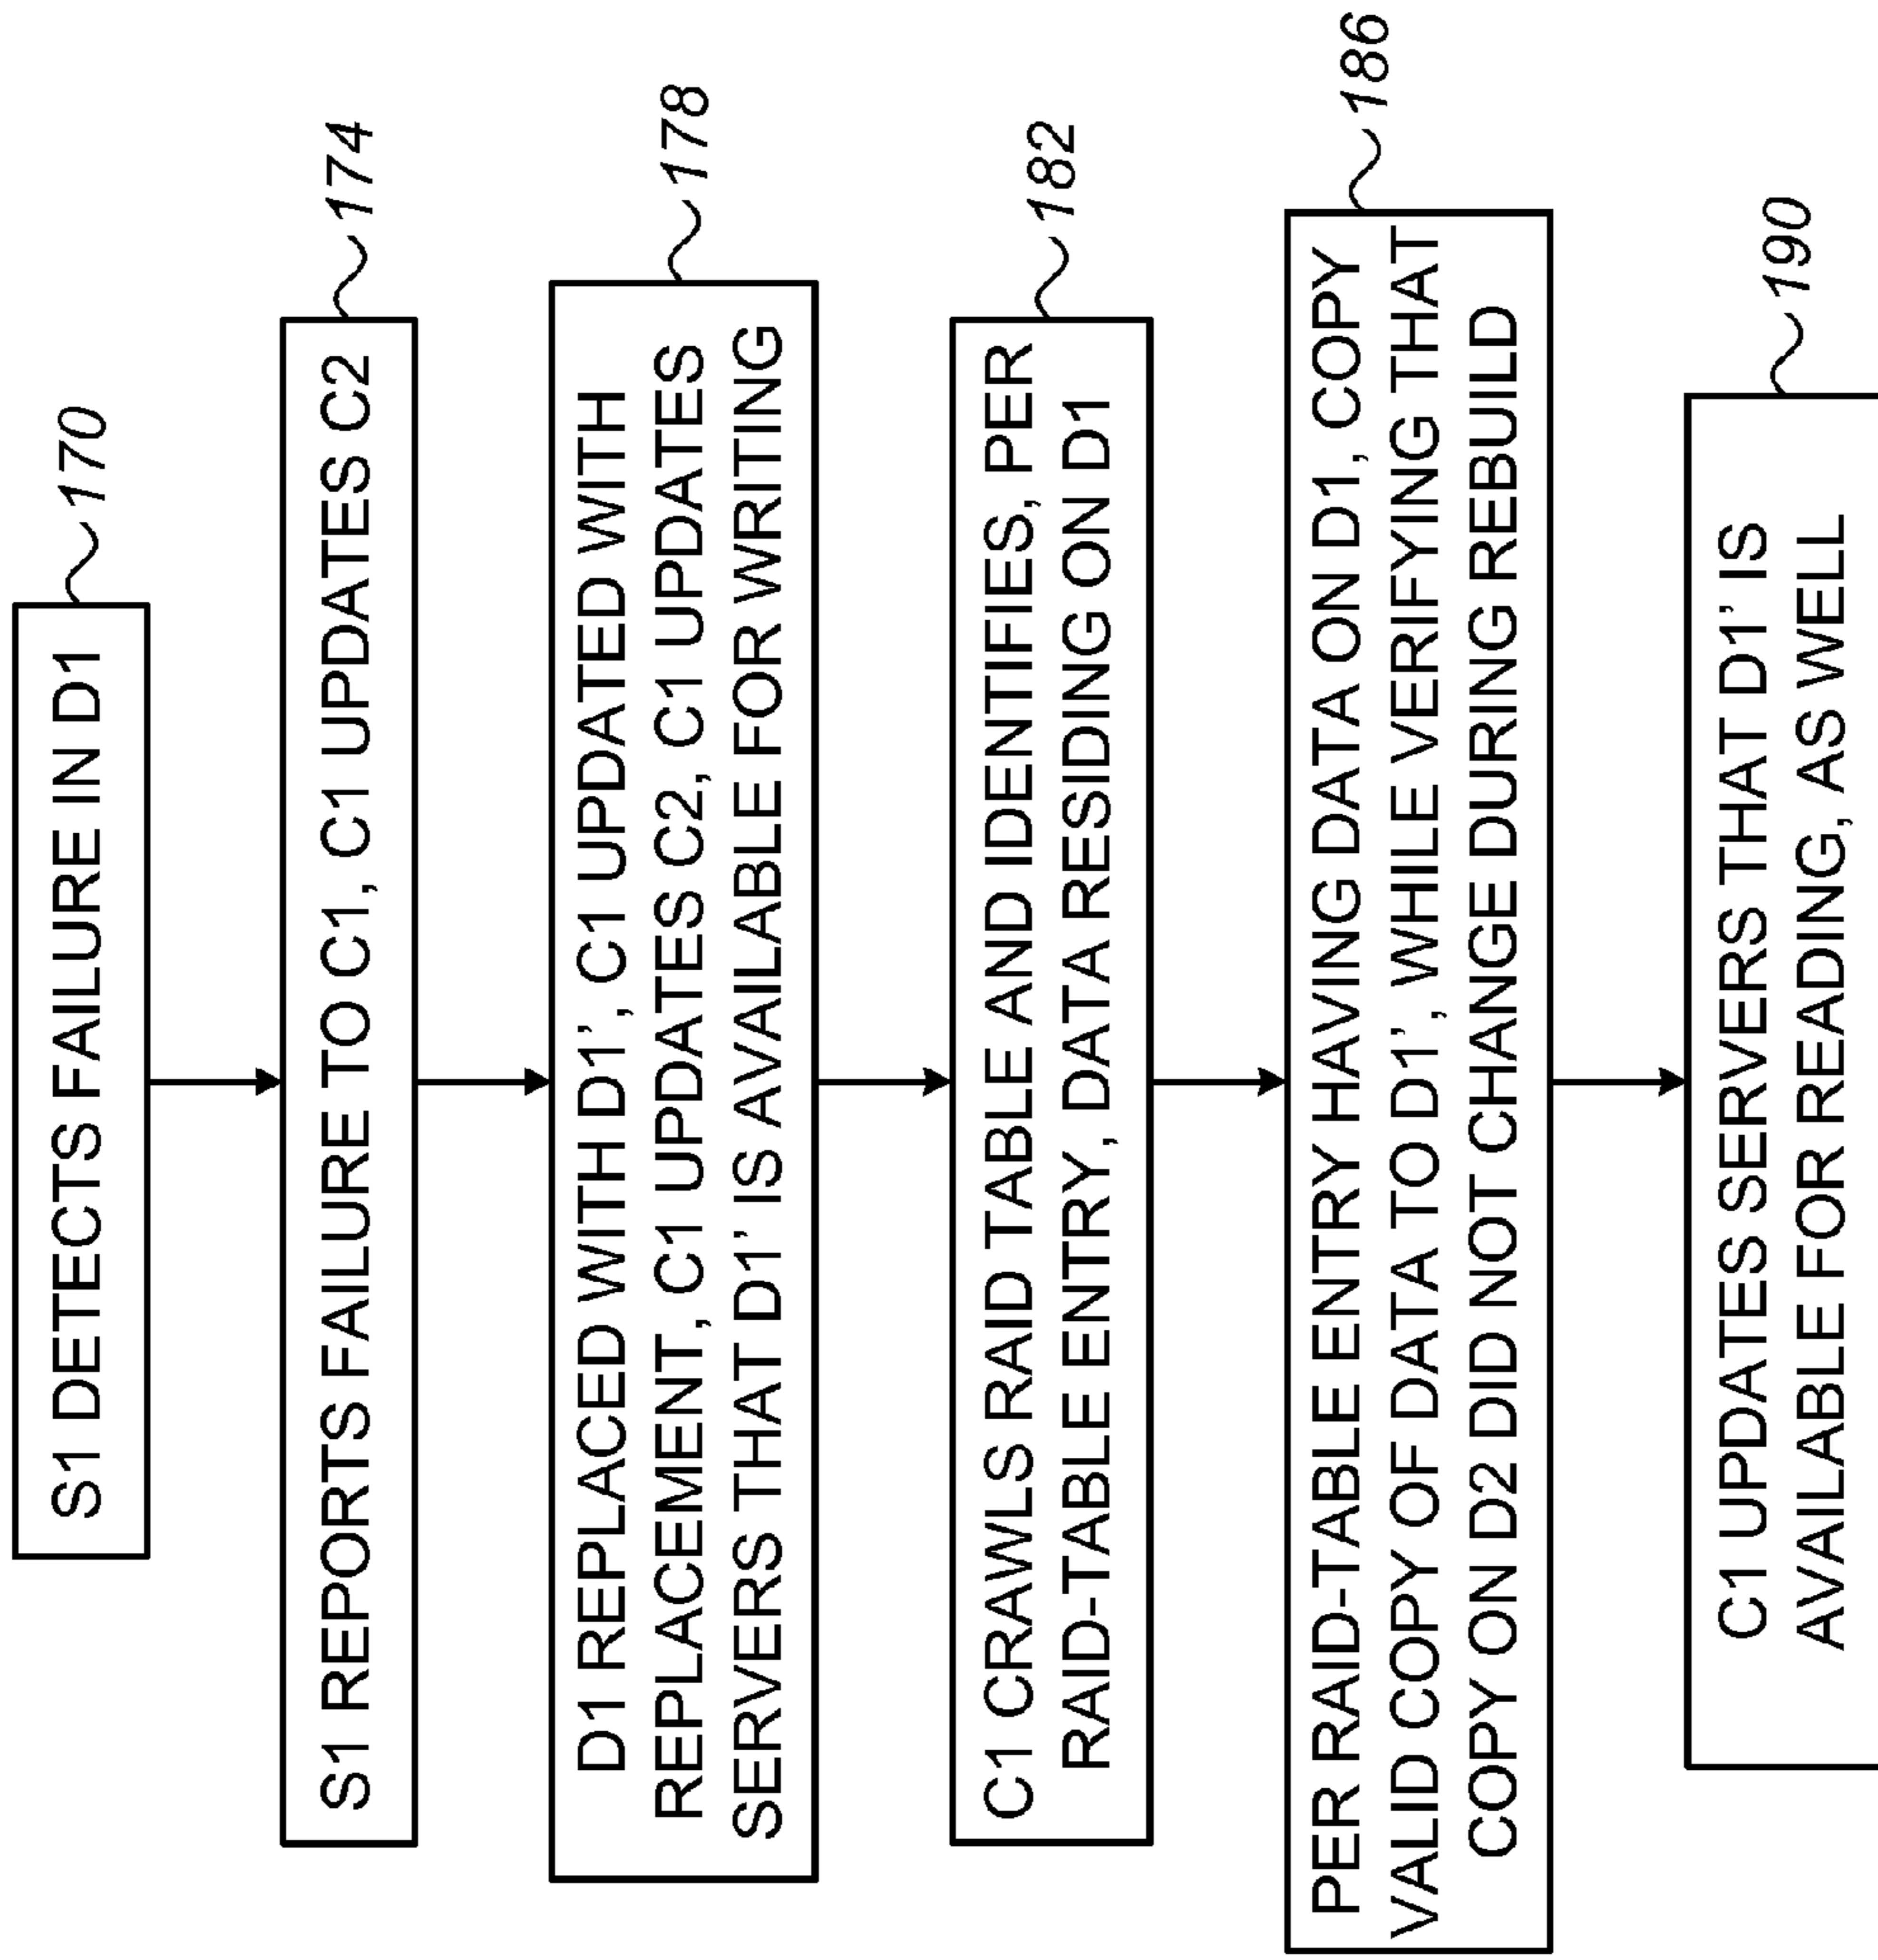 S1 DETECTS FAILURE IN D1
170
S1 REPORTS FAILURE TO C1, C1 UPDATES C2
174
D1 REPLACED WITH D1', C1 UPDATED WITH
REPLACEMENT, C1 UPDATES C2, C1 UPDATES
SERVERS THAT D1' IS AVAILABLE FOR WRITING
178
C1 CRAWLS RAID TABLE AND IDENTIFIES, PER
RAID-TABLE ENTRY, DATA RESIDING ON D1
182
PER RAID-TABLE ENTRY HAVING DATA ON D1, COPY
VALID COPY OF DATA TO D1', WHILE VERIFYING THAT
COPY ON D2 DID NOT CHANGE DURING REBUILD
186
C1 UPDATES SERVERS THAT D1' IS
AVAILABLE FOR READING, AS WELL
190